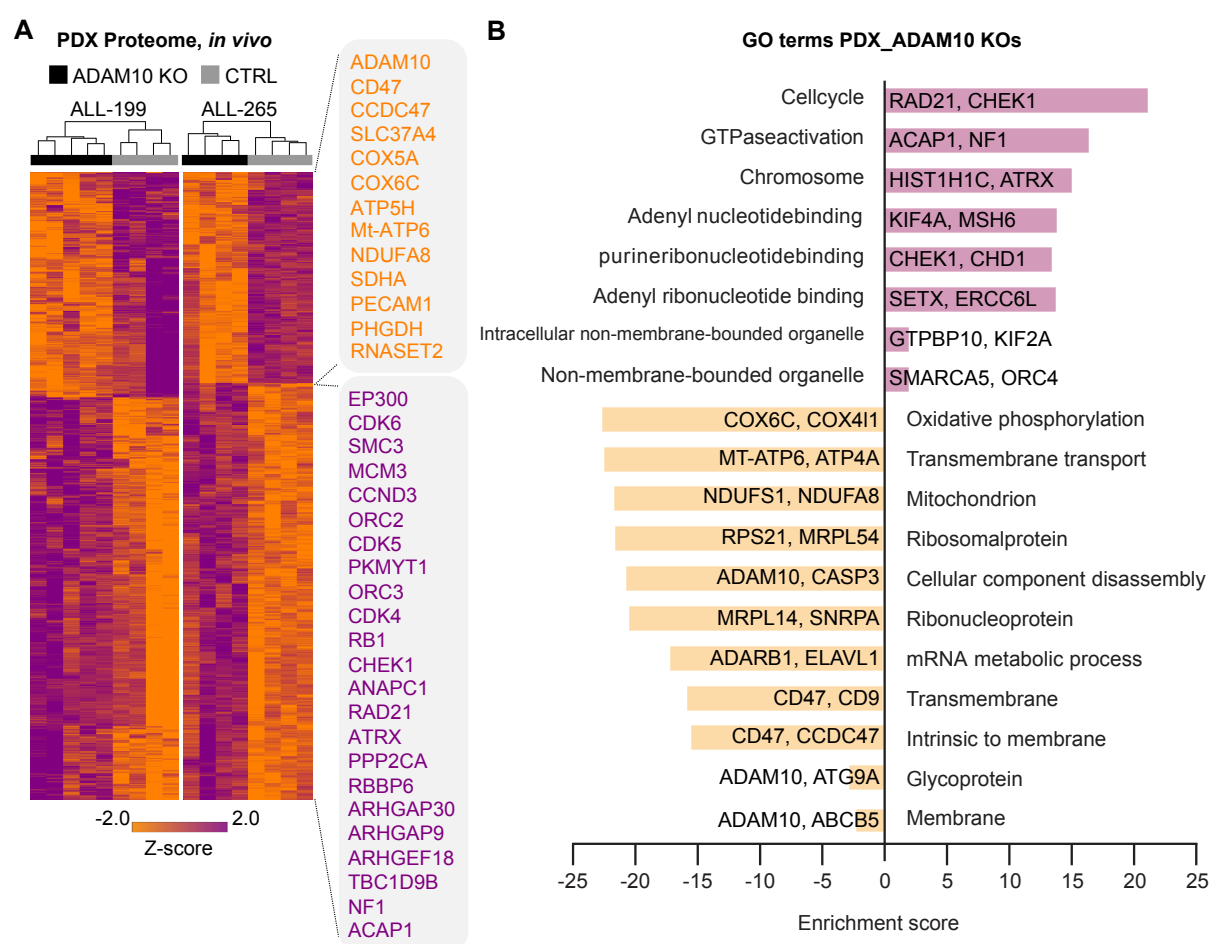 A
PDX Proteome, in vivo
ADAM10 KO
CTRL
ALL-199
ALL-265
ADAM10
CD47
CCDC47
SLC37A4
COX5A
COX6C
ATP5H
Mt-ATP6
NDUFA8
SDHA
PECAM1
PHGDH
RNASET2
EP300
CDK6
SMC3
MCM3
CCND3
ORC2
CDK5
PKMYT1
ORC3
CDK4
RB1
CHEK1
ANAPC1
RAD21
ATRX
PPP2CA
RBBP6
ARHGAP30
ARHGAP9
ARHGEF18
TBC1D9B
NF1
ACAP1
-2.0
2.0
Z-score
B
GO terms PDX_ADAM10 KOs
Cellcycle
RAD21, CHEK1
GTPaseactivation
ACAP1, NF1
Chromosome
HIST1H1C, ATRX
Adenyl nucleotidebinding
KIF4A, MSH6
purineribonucleotidebinding
CHEK1, CHD1
Adenyl ribonucleotide binding
SETX, ERCC6L
Intracellular non-membrane-bounded organelle
GTPBP10, KIF2A
Non-membrane-bounded organelle
SMARCA5, ORC4
COX6C, COX4I1
Oxidative phosphorylation
MT-ATP6, ATP4A
Transmembrane transport
NDUFS1, NDUFA8
Mitochondrion
RPS21, MRPL54
Ribosomalprotein
ADAM10, CASP3
Cellular component disassembly
MRPL14, SNRPA
Ribonucleoprotein
ADARB1, ELAVL1
mRNA metabolic process
CD47, CD9
Transmembrane
CD47, CCDC47
Intrinsic to membrane
ADAM10, ATG9A
Glycoprotein
ADAM10, ABCB5
Membrane
-25 -20 -15 -10 -5 0 5 10 15 20 25
Enrichment score